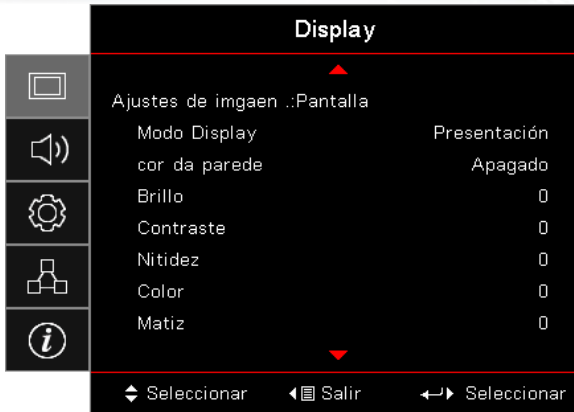 Display
Ajustes de imgaen .:Pantalla
Modo Display Presentación
cor da parede Apagado
Brillo 0
Contraste 0
Nitidez 0
Color 0
Matiz 0
Seleccionar Salir Seleccionar